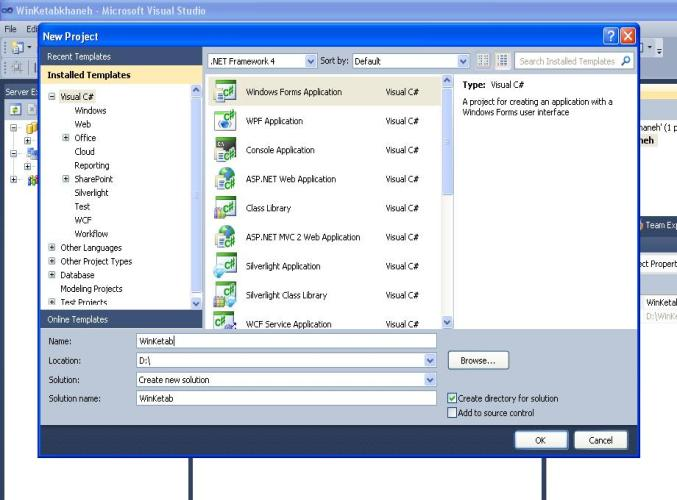 WinKetabkhaneh - Microsoft Visual Studio
File
New Project
Recent Templates
.NET Framework 4 Sort by: Default Search Installed Templates
Installed Templates
Visual C#
Windows
Web
Office
Cloud
Reporting
SharePoint
Silverlight
Test
WCF
Workflow
Other Languages
Other Project Types
Database
Modeling Projects
Test Projects
Online Templates
Windows Forms Application Visual C#
WPF Application Visual C#
Console Application Visual C#
ASP.NET Web Application Visual C#
Class Library Visual C#
ASP.NET MVC 2 Web Application Visual C#
Silverlight Application Visual C#
Silverlight Class Library Visual C#
WCF Service Application Visual C#
Type: Visual C#
A project for creating an application with a
Windows Forms user interface
Name: WinKetab
Location: D:\ Browse...
Solution: Create new solution
Solution name: WinKetab
Create directory for solution
Add to source control
OK Cancel
Server E
aneh' (1 p
eh
Team Exp
ect Propert
WinKetal
D:\WinKe